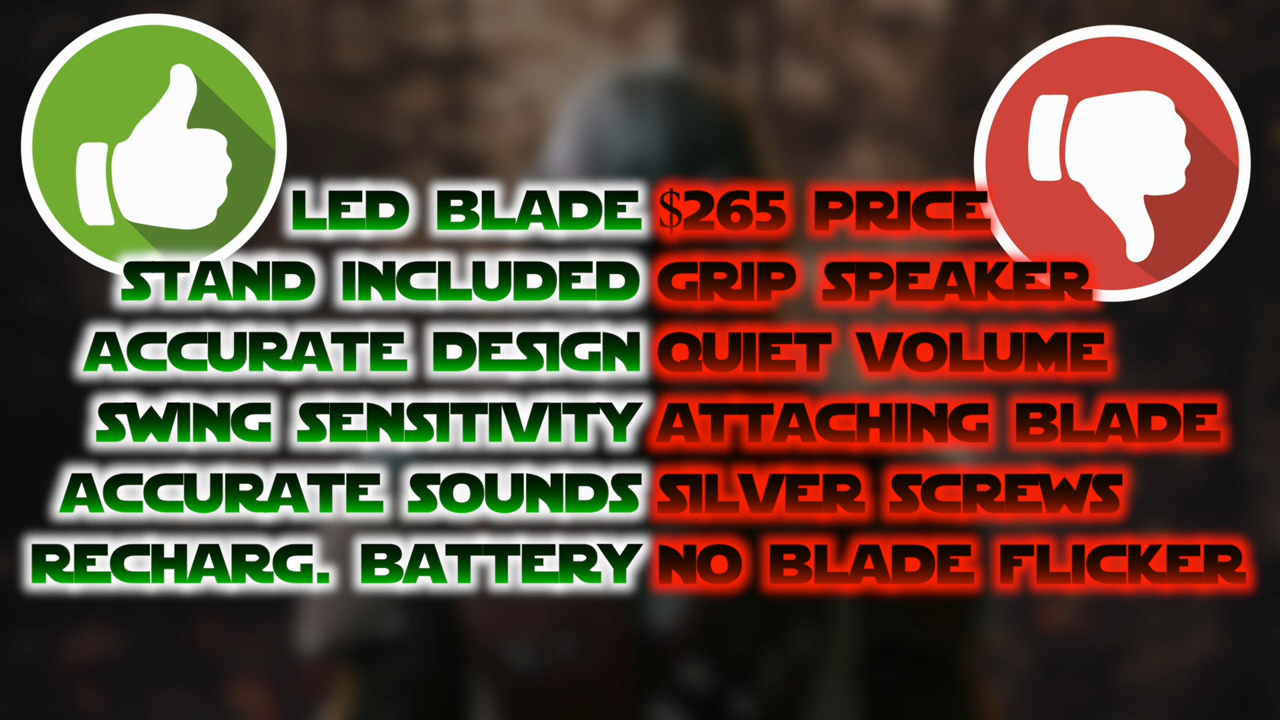 LED BLADE
STAND INCLUDED
ACCURATE DESIGN
SWING SENSITIVITY
ACCURATE SOUNDS
RECHARG. BATTERY
$265 PRICE
GRIP SPEAKER
QUIET VOLUME
ATTACHING BLADE
SILVER SCREWS
NO BLADE FLICKER